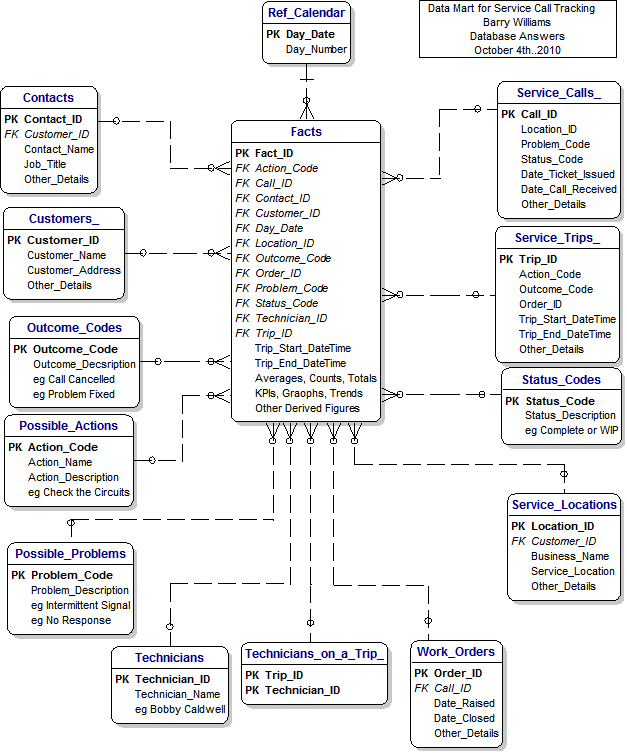 Ref_Calendar
PK Day_Date
Day_Number
Data Mart for Service Call Tracking
Barry Williams
Database Answers
October 4th..2010
Contacts
PK Contact_ID
FK Customer_ID
Contact_Name
Job_Title
Other_Details
Customers_
PK Customer_ID
Customer_Name
Customer_Address
Other_Details
Outcome_Codes
PK Outcome_Code
Outcome_Decsription
eg Call Cancelled
eg Problem Fixed
Possible_Actions
PK Action_Code
Action_Name
Action_Description
eg Check the Circuits
Possible_Problems
PK Problem_Code
Problem_Description
eg Intermittent Signal
eg No Response
Facts
PK Fact_ID
FK Action_Code
FK Call_ID
FK Contact_ID
FK Customer_ID
FK Day_Date
FK Location_ID
FK Outcome_Code
FK Order_ID
FK Problem_Code
FK Status_Code
FK Technician_ID
FK Trip_ID
Trip_Start_DateTime
Trip_End_DateTime
Averages, Counts, Totals
KPIs, Graophs, Trends
Other Derived Figures
Service_Calls_
PK Call_ID
Location_ID
Problem_Code
Status_Code
Date_Ticket_Issued
Date_Call_Received
Other_Details
Service_Trips_
PK Trip_ID
Action_Code
Outcome_Code
Order_ID
Trip_Start_DateTime
Trip_End_DateTime
Other_Details
Status_Codes
PK Status_Code
Status_Description
eg Complete or WIP
Service_Locations
PK Location_ID
FK Customer_ID
Business_Name
Service_Location
Other_Details
Technicians
PK Technician_ID
Technician_Name
eg Bobby Caldwell
Technicians_on_a_Trip_
PK Trip_ID
PK Technician_ID
Work_Orders
PK Order_ID
FK Call_ID
Date_Raised
Date_Closed
Other_Details